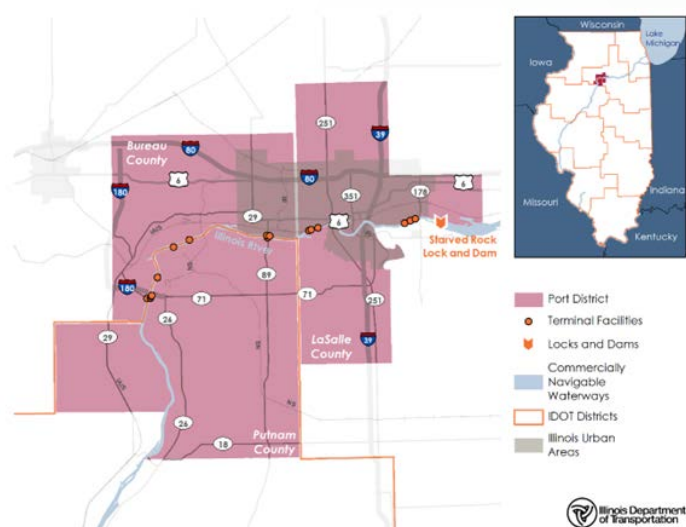 Wisconsin
Lake
Michigan
Iowa
Missouri
Indiana
Kentucky
Bureau
County
251
39
80
6
180
80
351
178
6
29
6
Illinois River
Starved Rock
Lock and Dam
89
180
71
71
26
29
LaSalle
County
251
39
26
18
Putnam
County
Port District
Terminal Facilities
Locks and Dams
Commercially
Navigable
Waterways
IDOT Districts
Illinois Urban
Areas
Illinois Department
of Transportation